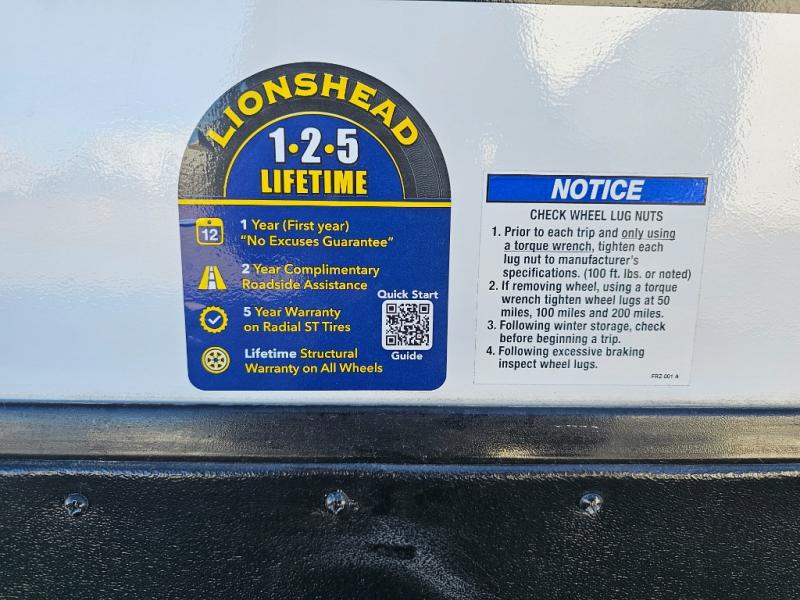 LIONSHEAD
1·2·5
LIFETIME
12
1 Year (First year)
"No Excuses Guarantee"
2 Year Complimentary
Roadside Assistance
5 Year Warranty
on Radial ST Tires
Lifetime Structural
Warranty on All Wheels
Quick Start
Guide
NOTICE
CHECK WHEEL LUG NUTS
1. Prior to each trip and only using
a torque wrench, tighten each
lug nut to manufacturer's
specifications. (100 ft. lbs. or noted)
2. If removing wheel, using a torque
wrench tighten wheel lugs at 50
miles, 100 miles and 200 miles.
3. Following winter storage, check
before beginning a trip.
4. Following excessive braking
inspect wheel lugs.
FRZ-001 A